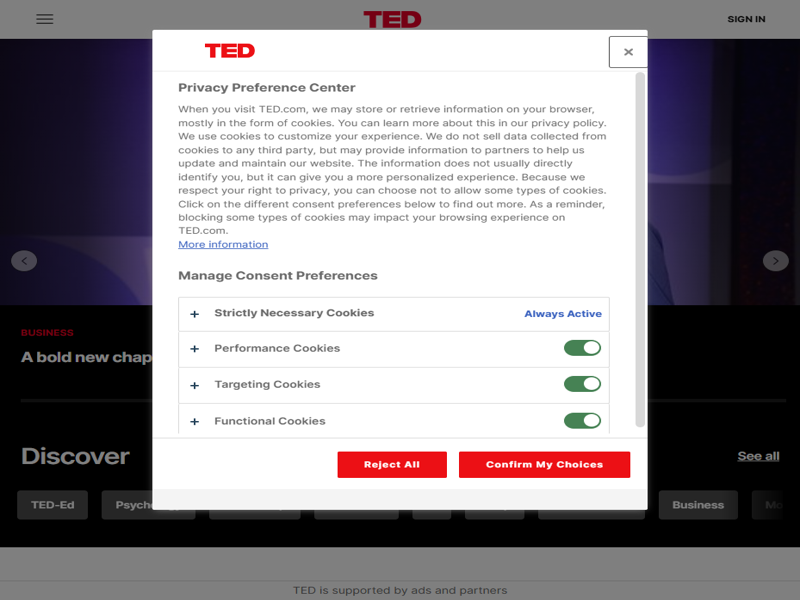 TED
SIGN IN
TED
Privacy Preference Center
When you visit TED.com, we may store or retrieve information on your browser,
mostly in the form of cookies. You can learn more about this in our privacy policy.
We use cookies to customize your experience. We do not sell data collected from
cookies to any third party, but may provide information to partners to help us
update and maintain our website. The information does not usually directly
identify you, but it can give you a more personalized experience. Because we
respect your right to privacy, you can choose not to allow some types of cookies.
Click on the different consent preferences below to find out more. As a reminder,
blocking some types of cookies may impact your browsing experience on
TED.com.
More information
Manage Consent Preferences
Strictly Necessary Cookies
Always Active
BUSINESS
Performance Cookies
A bold new chap
Targeting Cookies
Functional Cookies
Discover
See all
Reject All
Confirm My Choices
TED-Ed
Psych
Business
Mo
TED is supported by ads and partners